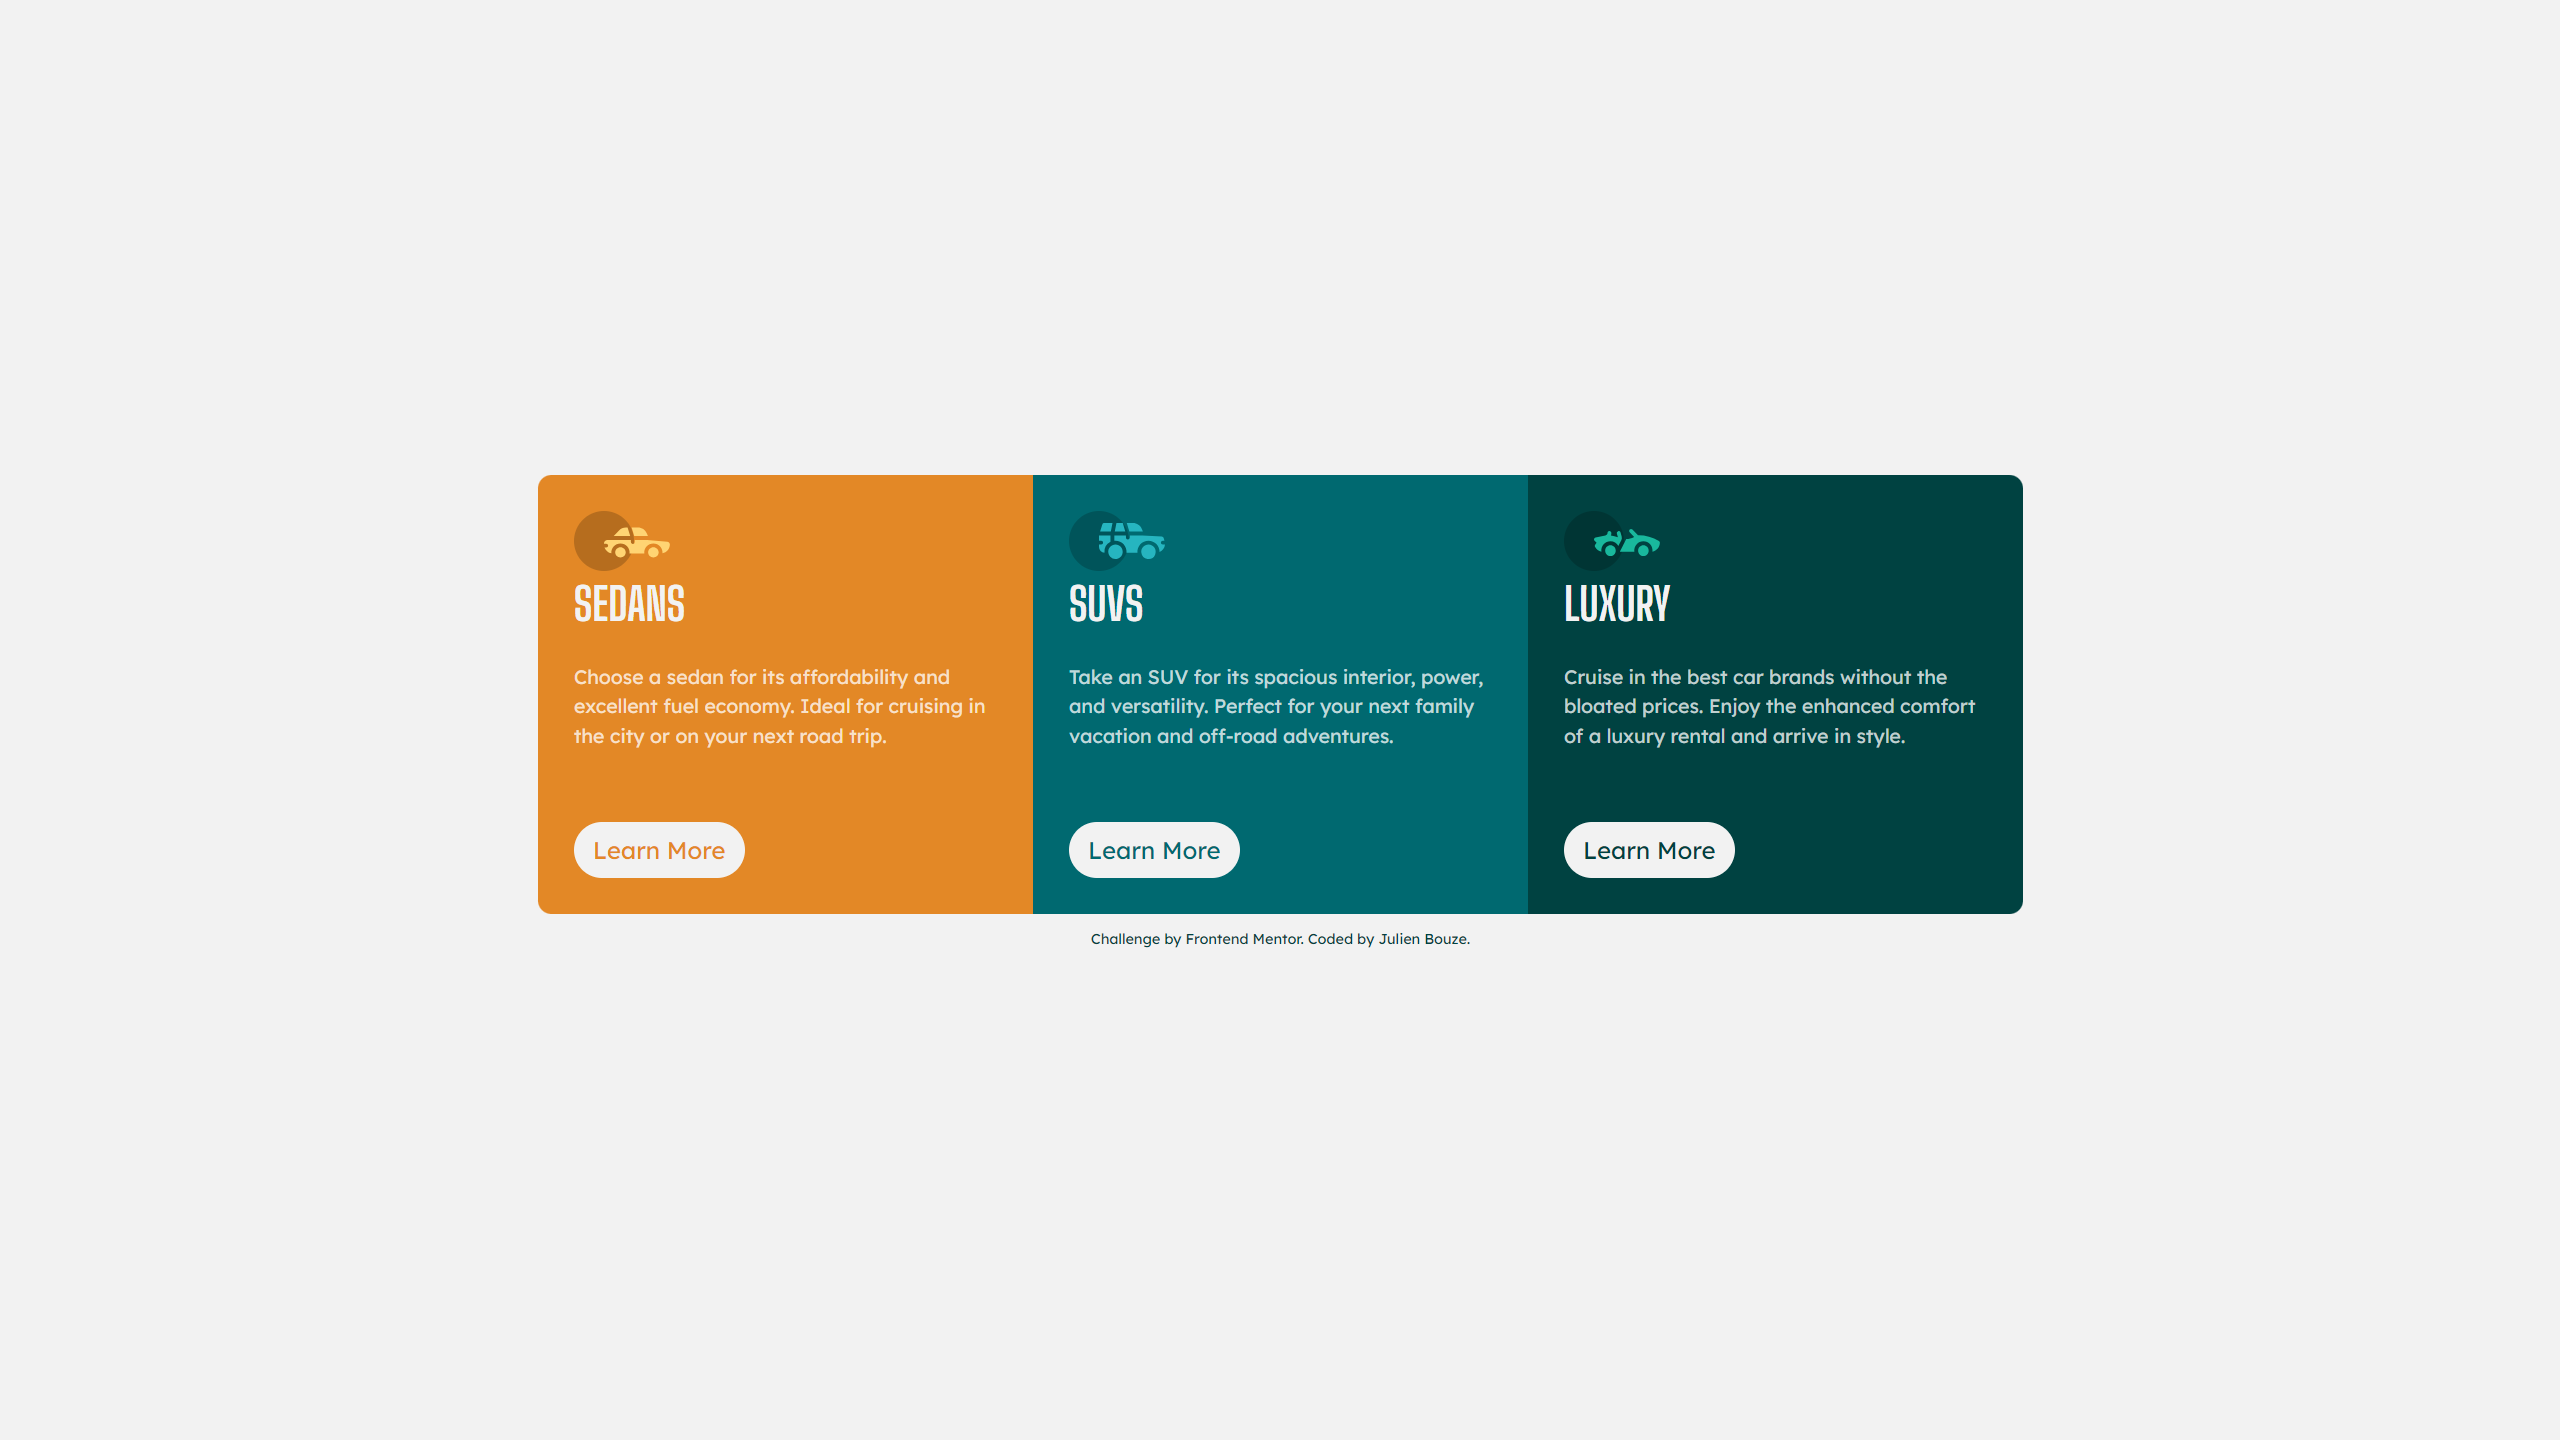 SEDANS
Choose a sedan for its affordability and
excellent fuel economy. Ideal for cruising in
the city or on your next road trip.
Learn More
SUVS
Take an SUV for its spacious interior, power,
and versatility. Perfect for your next family
vacation and off-road adventures.
Learn More
LUXURY
Cruise in the best car brands without the
bloated prices. Enjoy the enhanced comfort
of a luxury rental and arrive in style.
Learn More
Challenge by Frontend Mentor. Coded by Julien Bouze.